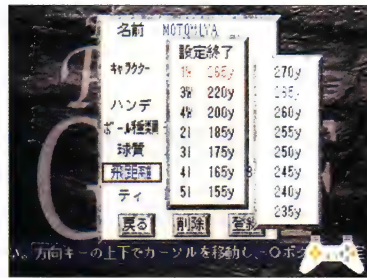 名前 MOTOHIYA
設定終了
キャラクター
1W 265y
3W 220y
ハンデ
4W 200y
ボール種類
2I 185y
球質
3I 175y
飛距離
4I 165y
ティ
5I 155y
戻る 削除
270y
265y
260y
255y
250y
245y
240y
235y
方向キーの上下でカーソルを移動し、○ボ